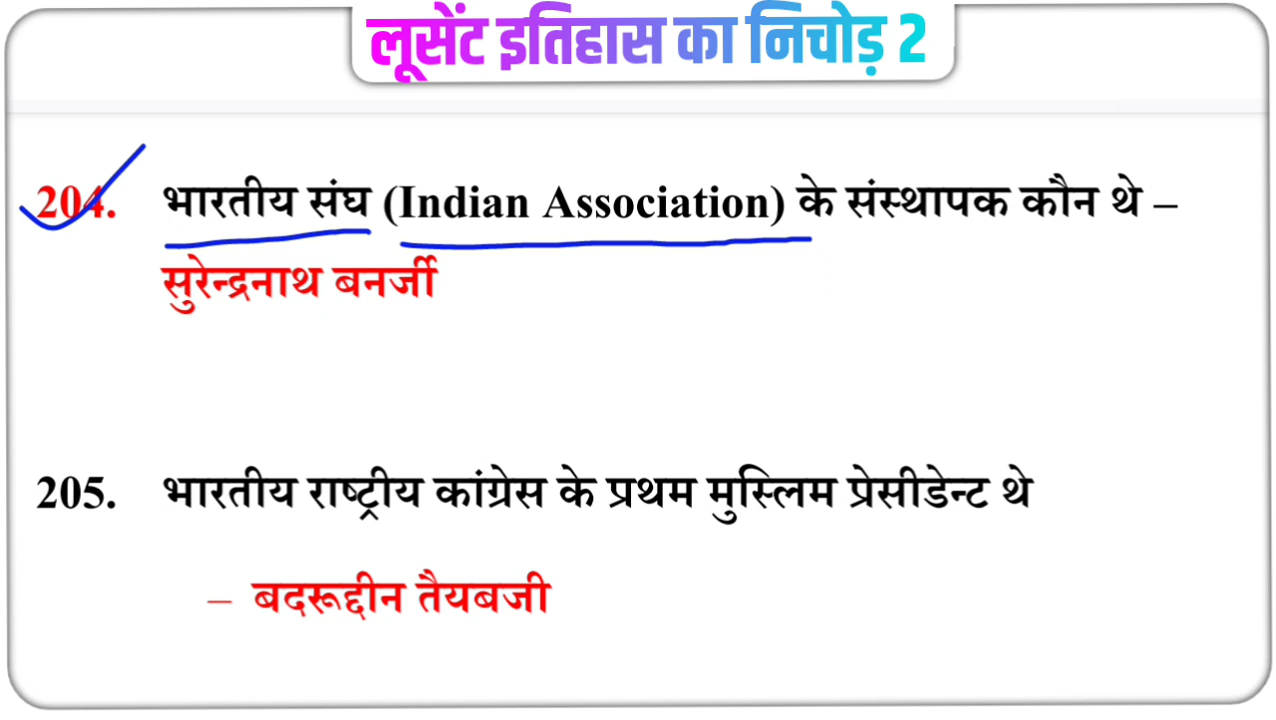 लूसेंट इतिहास का निचोड़ 2
204. भारतीय संघ (Indian Association) के संस्थापक कौन थे –
सुरेन्द्रनाथ बनर्जी
205. भारतीय राष्ट्रीय कांग्रेस के प्रथम मुस्लिम प्रेसीडेन्ट थे
– बदरूद्दीन तैयबजी